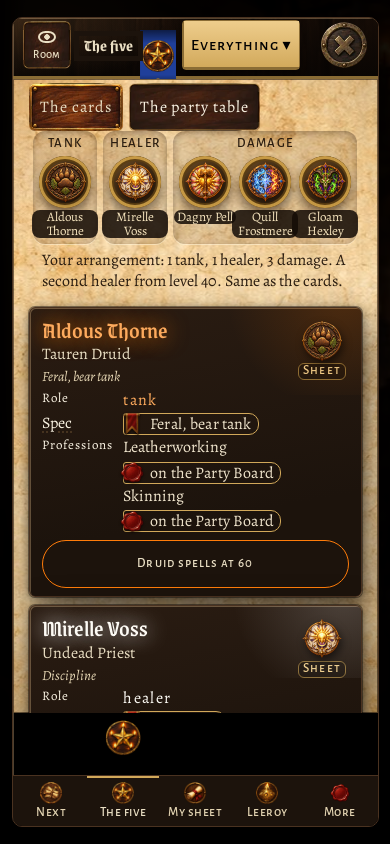 Room
The five
Everything ▾
The cards
The party table
TANK
HEALER
DAMAGE
Aldous Thorne
Mirelle Voss
Dagny Pell
Quill Frostmere
Gloam Hexley
Your arrangement: 1 tank, 1 healer, 3 damage. A
second healer from level 40. Same as the cards.
Aldous Thorne
Tauren Druid
Feral, bear tank
Sheet
Role
tank
Spec
Feral, bear tank
Professions
Leatherworking
on the Party Board
Skinning
on the Party Board
Druid spells at 60
Mirelle Voss
Undead Priest
Discipline
Sheet
Role
healer
Next
The five
My sheet
Leeroy
More